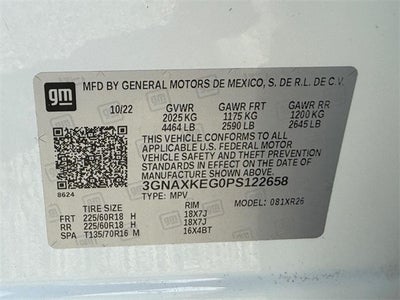 gm
MFD BY GENERAL MOTORS DE MEXICO, S. DE R.L. DE C.V.
10/22 GVWR GAWR FRT GAWR RR
2025 KG 1175 KG 1200 KG
4464 LB 2590 LB 2645 LB
THIS VEHICLE CONFORMS TO ALL
APPLICABLE U.S. FEDERAL MOTOR
VEHICLE SAFETY, BUMPER, AND THEFT
PREVENTION STANDARDS IN EFFECT ON
THE DATE OF MANUFACTURE SHOWN ABOVE.
8624
3GNAXKEG0PS122658
TYPE: MPV MODEL: 081XR26
TIRE SIZE RIM
FRT 225/60R18 H 18X7J
RR 225/60R18 H 18X7J
SPA T135/70R16 M 16X4BT